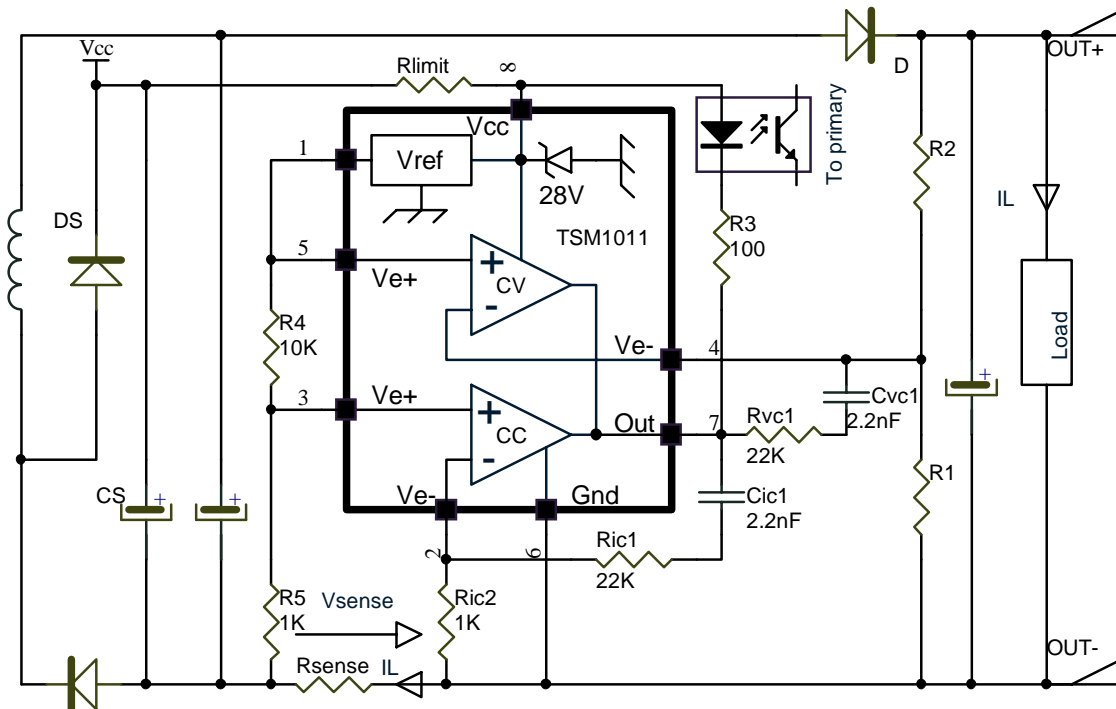 OUT+
D
Vcc
Rlimit
8
Vcc
To primary
1
Vref
28V
R2
IL
DS
TSM1011
R3
100
5
Ve+
+
CV
-
R4
10K
Ve-
4
Load
3
Ve+
+
CC
-
Out
7
Rvc1
22K
Cvc1
2.2nF
+
R1
CS
+
+
Ve-
Gnd
Cic1
2.2nF
2
6
Ric1
22K
R5
1K
Vsense
Ric2
1K
Rsense
IL
OUT-